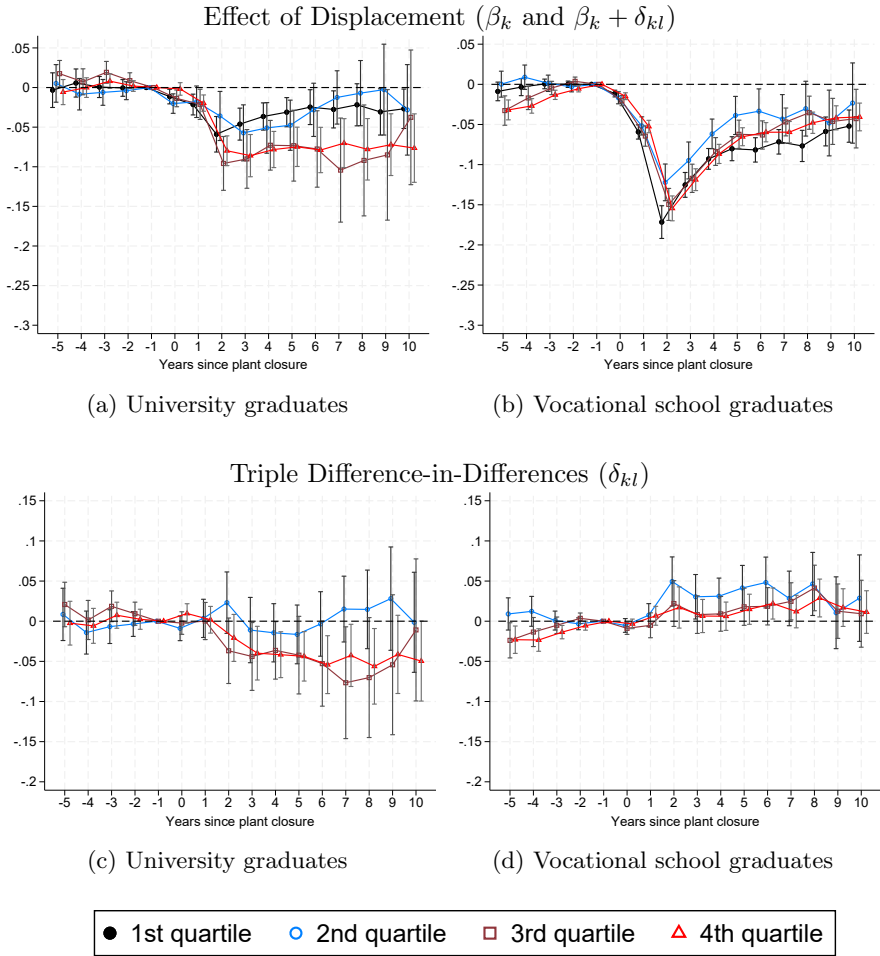 Effect of Displacement (βk and βk + δkl)
.05
0
-.05
-.1
-.15
-.2
-.25
-.3
-5 -4 -3 -2 -1 0 1 2 3 4 5 6 7 8 9 10
Years since plant closure
(a) University graduates
.05
0
-.05
-.1
-.15
-.2
-.25
-.3
-5 -4 -3 -2 -1 0 1 2 3 4 5 6 7 8 9 10
Years since plant closure
(b) Vocational school graduates
Triple Difference-in-Differences (δkl)
.15
.1
.05
0
-.05
-.1
-.15
-.2
-5 -4 -3 -2 -1 0 1 2 3 4 5 6 7 8 9 10
Years since plant closure
(c) University graduates
.15
.1
.05
0
-.05
-.1
-.15
-.2
-5 -4 -3 -2 -1 0 1 2 3 4 5 6 7 8 9 10
Years since plant closure
(d) Vocational school graduates
1st quartile 2nd quartile 3rd quartile 4th quartile